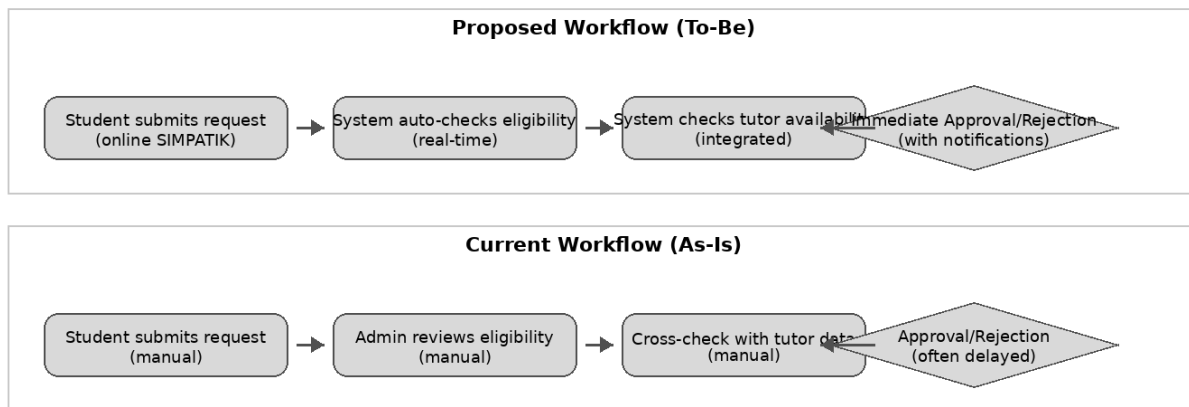 Proposed Workflow (To-Be)
Student submits request
(online SIMPATIK)
System auto-checks eligibility
(real-time)
System checks tutor availability
(integrated)
Immediate Approval/Rejection
(with notifications)
Current Workflow (As-Is)
Student submits request
(manual)
Admin reviews eligibility
(manual)
Cross-check with tutor data
(manual)
Approval/Rejection
(often delayed)